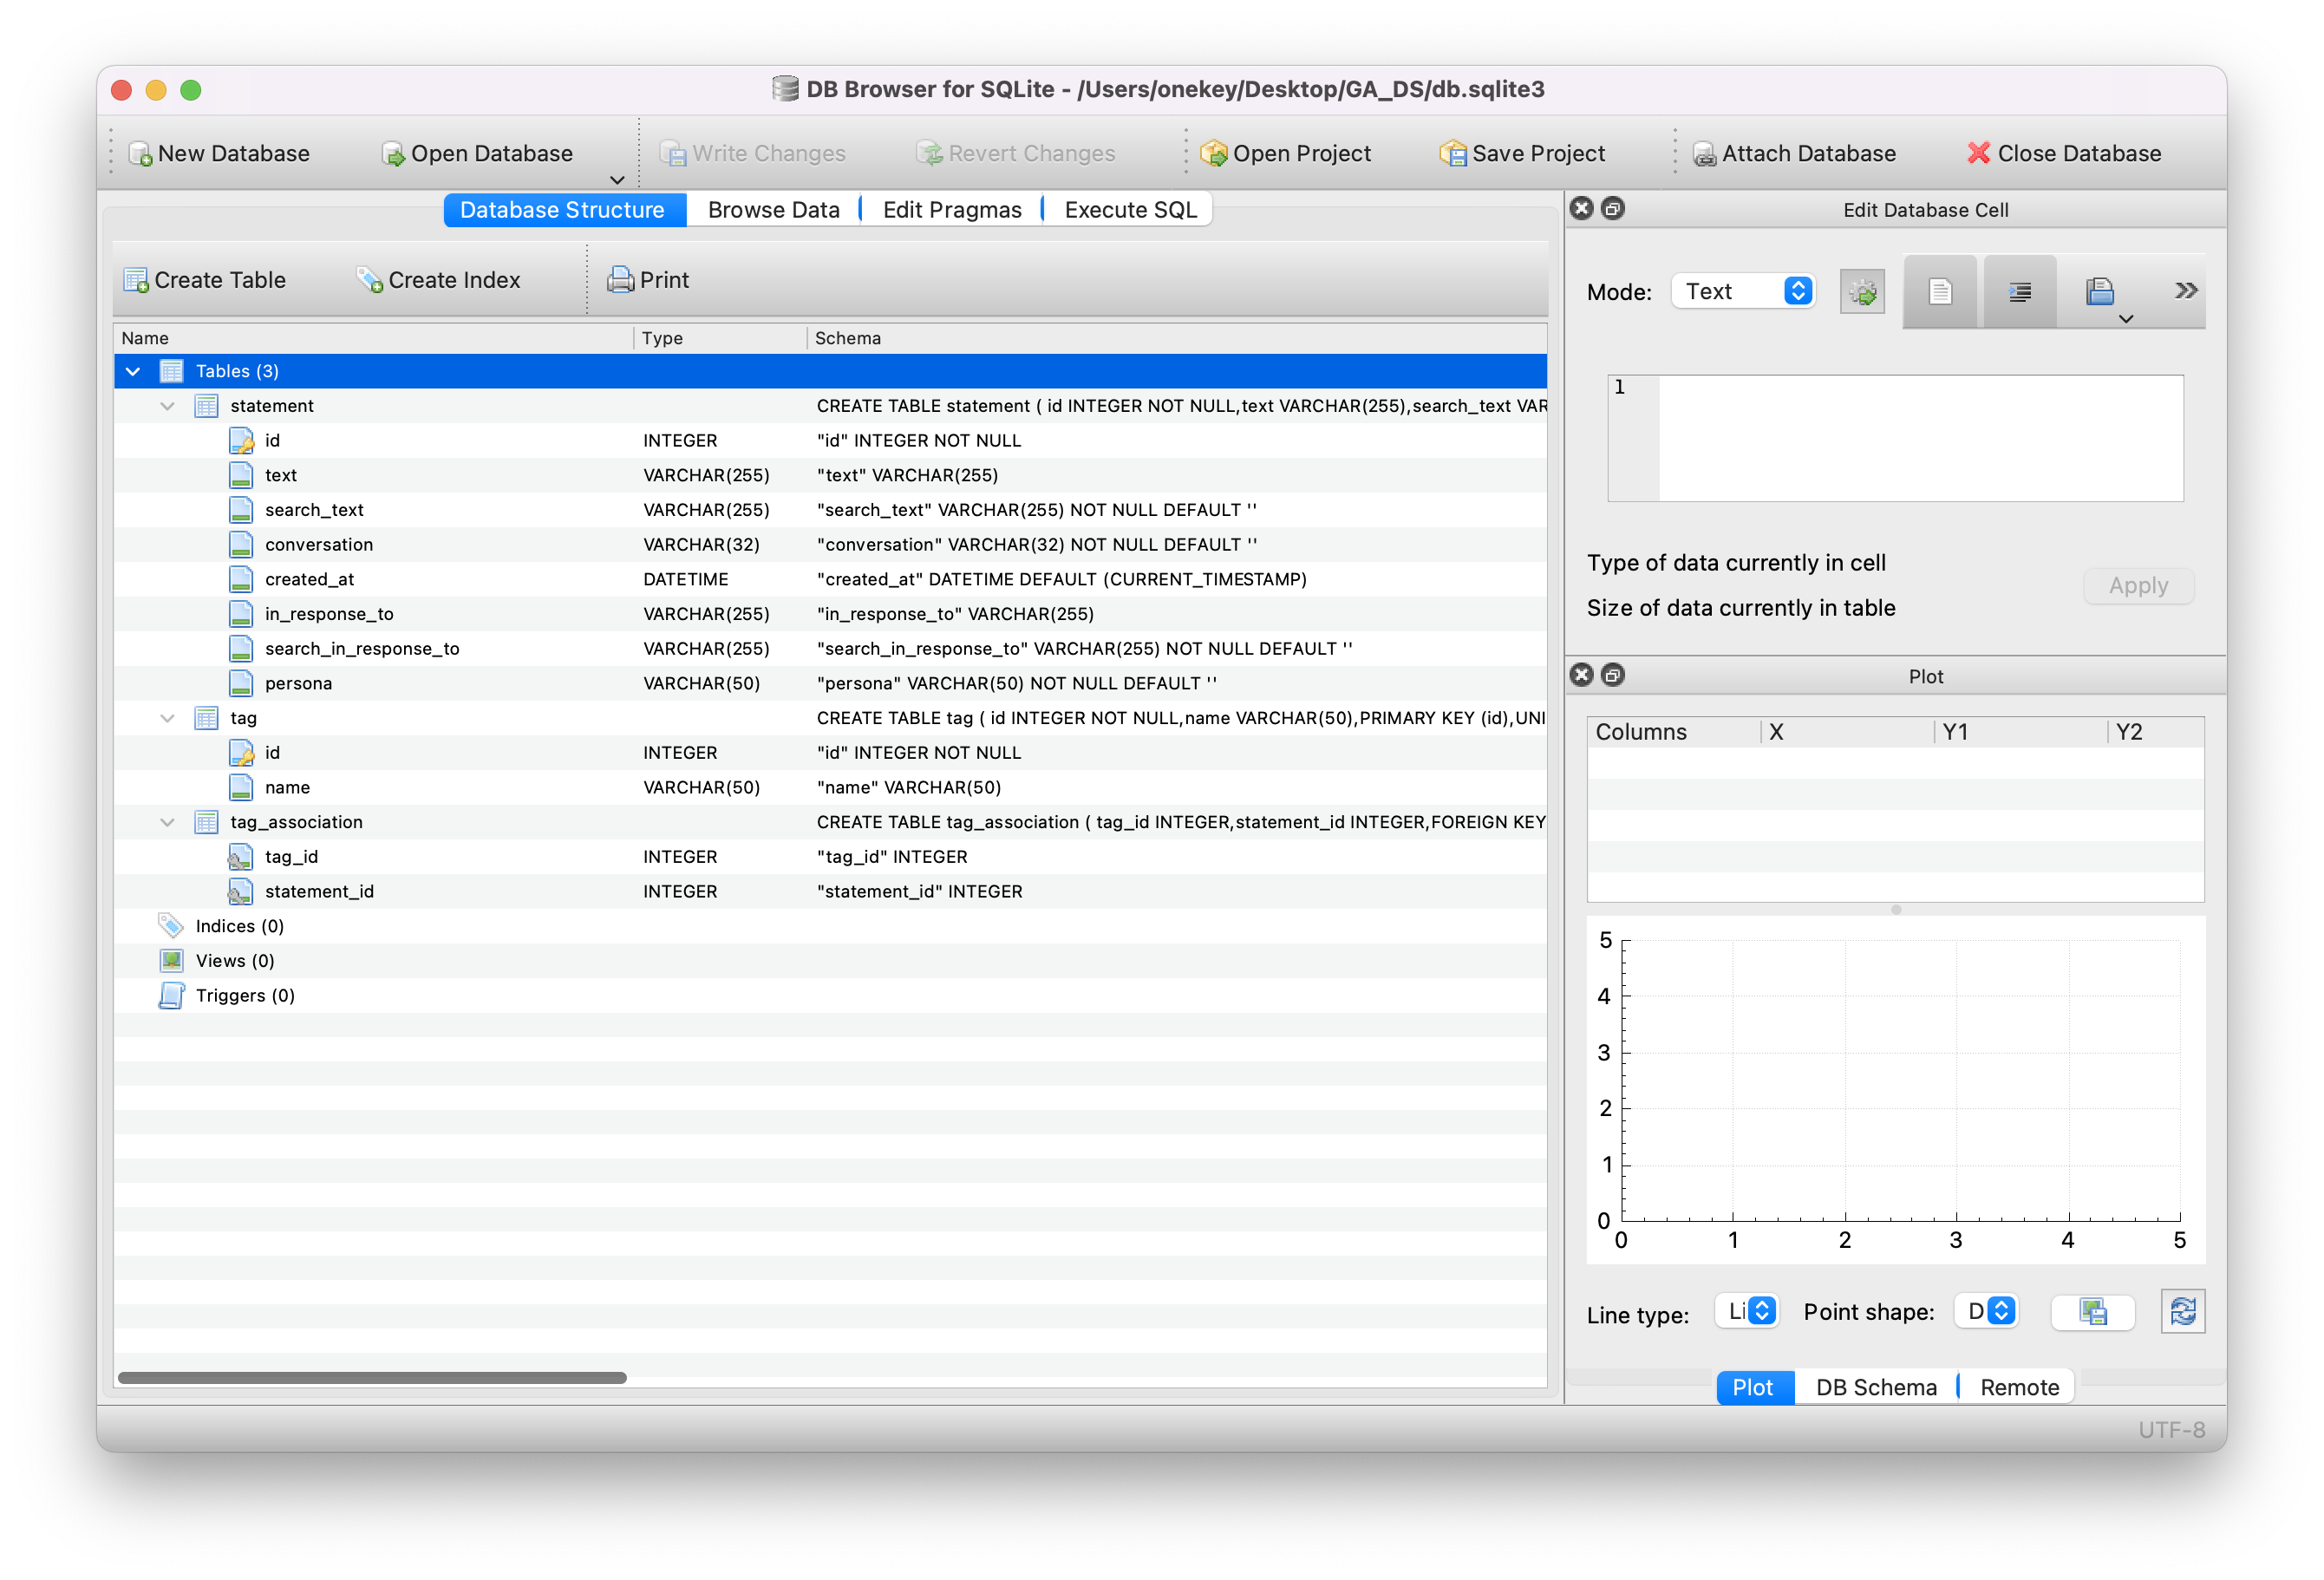 DB Browser for SQLite - /Users/onekey/Desktop/GA_DS/db.sqlite3
New Database Open Database Write Changes Revert Changes Open Project Save Project Attach Database Close Database
Database Structure Browse Data Edit Pragmas Execute SQL
Create Table Create Index Print
Name Type Schema
Tables (3)
statement CREATE TABLE statement ( id INTEGER NOT NULL,text VARCHAR(255),search_text VAR
id INTEGER "id" INTEGER NOT NULL
text VARCHAR(255) "text" VARCHAR(255)
search_text VARCHAR(255) "search_text" VARCHAR(255) NOT NULL DEFAULT ''
conversation VARCHAR(32) "conversation" VARCHAR(32) NOT NULL DEFAULT ''
created_at DATETIME "created_at" DATETIME DEFAULT (CURRENT_TIMESTAMP)
in_response_to VARCHAR(255) "in_response_to" VARCHAR(255)
search_in_response_to VARCHAR(255) "search_in_response_to" VARCHAR(255) NOT NULL DEFAULT ''
persona VARCHAR(50) "persona" VARCHAR(50) NOT NULL DEFAULT ''
tag CREATE TABLE tag ( id INTEGER NOT NULL,name VARCHAR(50),PRIMARY KEY (id),UNI
id INTEGER "id" INTEGER NOT NULL
name VARCHAR(50) "name" VARCHAR(50)
tag_association CREATE TABLE tag_association ( tag_id INTEGER,statement_id INTEGER,FOREIGN KEY
tag_id INTEGER "tag_id" INTEGER
statement_id INTEGER "statement_id" INTEGER
Indices (0)
Views (0)
Triggers (0)
Edit Database Cell
Mode: Text
1
Type of data currently in cell
Size of data currently in table
Apply
Plot
Columns X Y1 Y2
5
4
3
2
1
0
0 1 2 3 4 5
Line type: Li Point shape: D
Plot DB Schema Remote
UTF-8